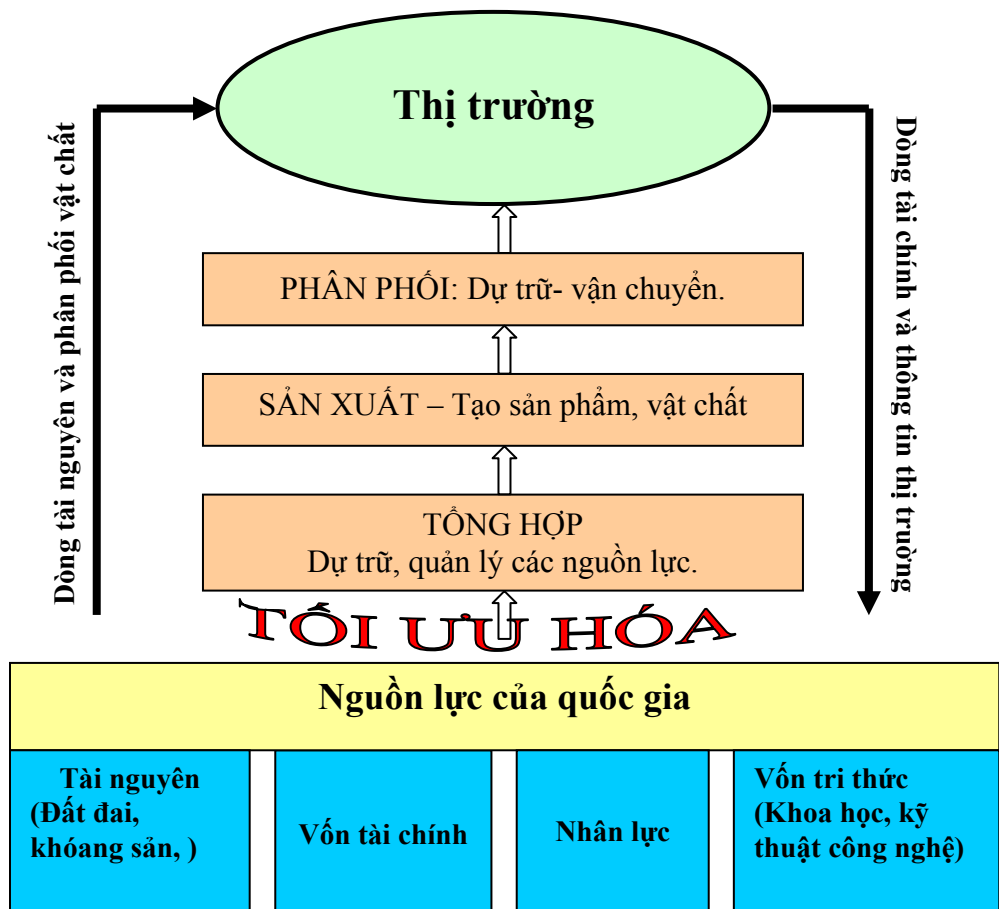 Thị trường
Dòng tài nguyên và phân phối vật chất
Dòng tài chính và thông tin thị truờng
PHÂN PHỐI: Dự trữ- vận chuyển.
SẢN XUẤT – Tạo sản phẩm, vật chất
TỔNG HỢP
Dự trữ, quản lý các nguồn lực.
TỐI ƯU HÓA
Nguồn lực của quốc gia
Tài nguyên
(Đất đai,
khóang sản, )
Vốn tài chính
Nhân lực
Vốn tri thức
(Khoa học, kỹ
thuật công nghệ)